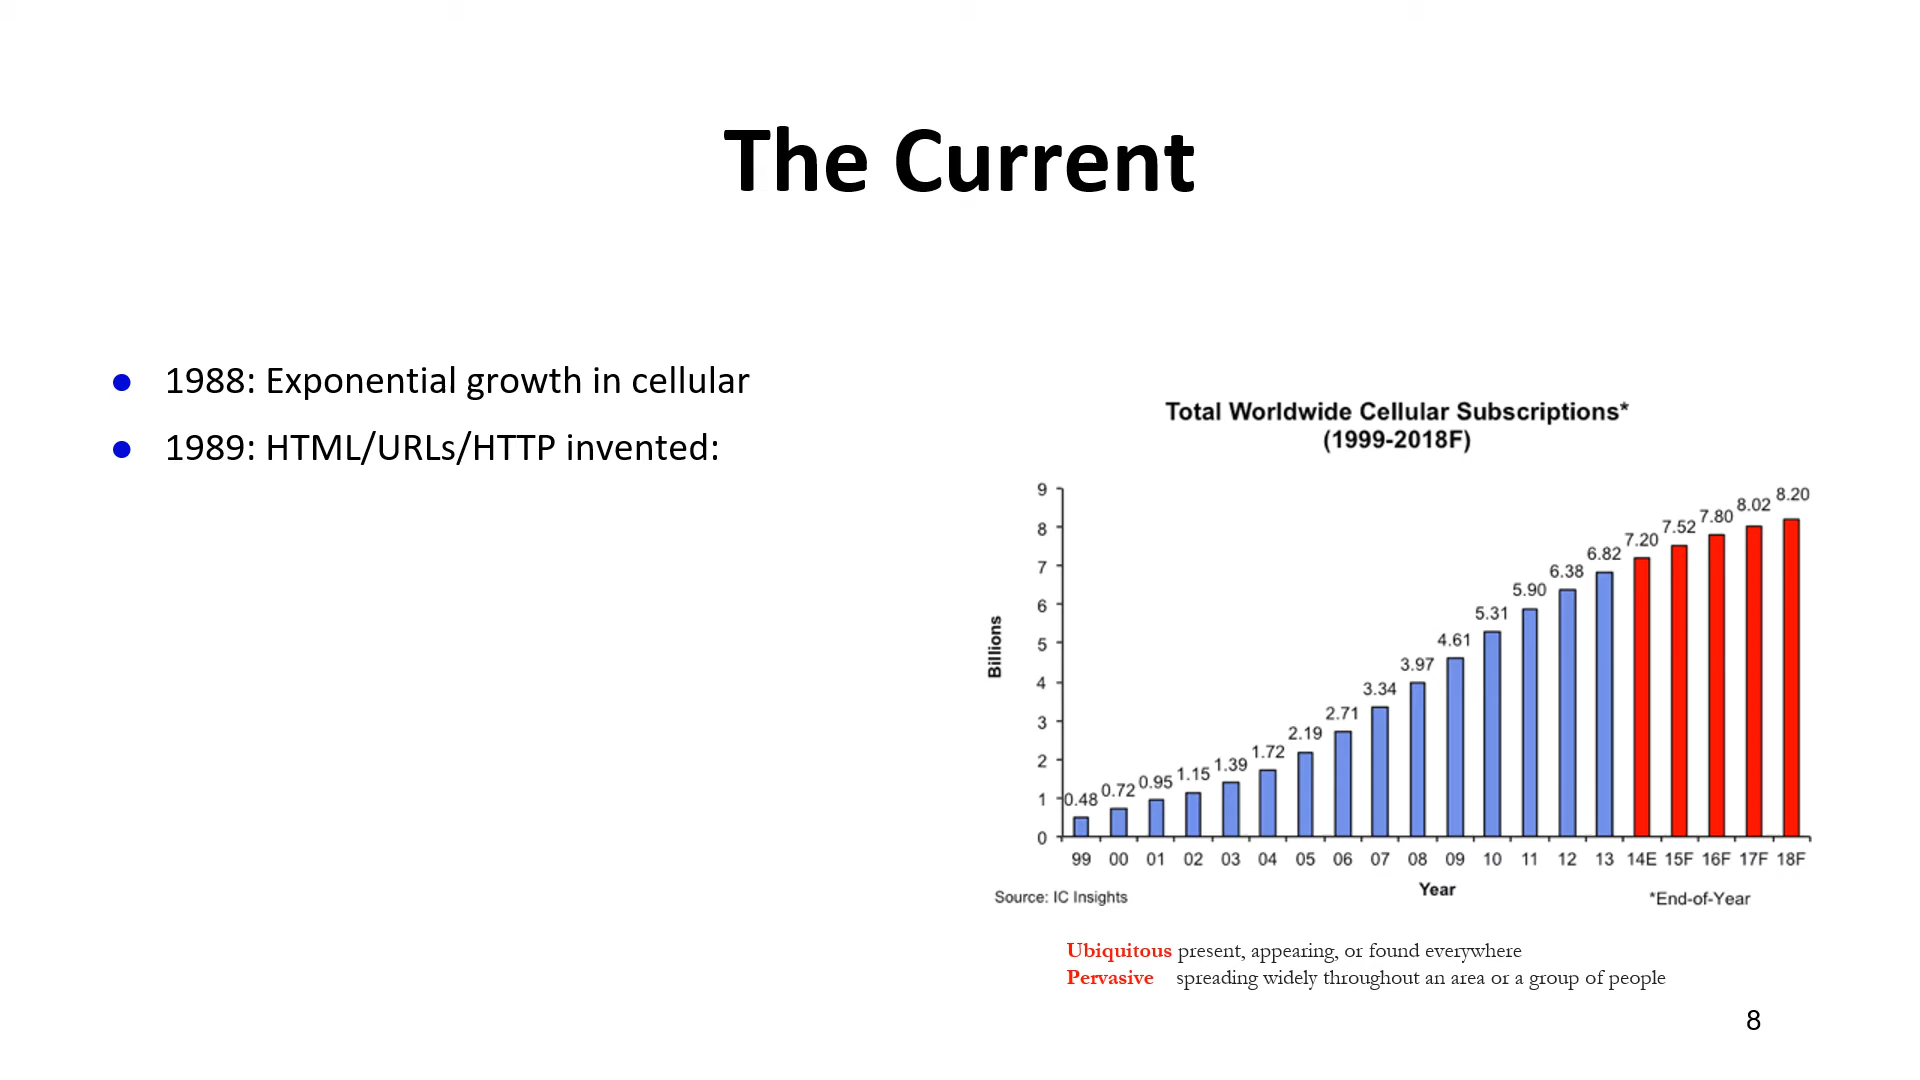 The Current
● 1988: Exponential growth in cellular
● 1989: HTML/URLs/HTTP invented:
Total Worldwide Cellular Subscriptions*
(1999-2018F)
Billions
9
8
7
6
5
4
3
2
1
0
0.48 0.72 0.95 1.15 1.39 1.72 2.19 2.71 3.34 3.97 4.61 5.31 5.90 6.38 6.82 7.20 7.52 7.80 8.02 8.20
99 00 01 02 03 04 05 06 07 08 09 10 11 12 13 14E 15F 16F 17F 18F
Year
Source: IC Insights
*End-of-Year
Ubiquitous present, appearing, or found everywhere
Pervasive spreading widely throughout an area or a group of people
8